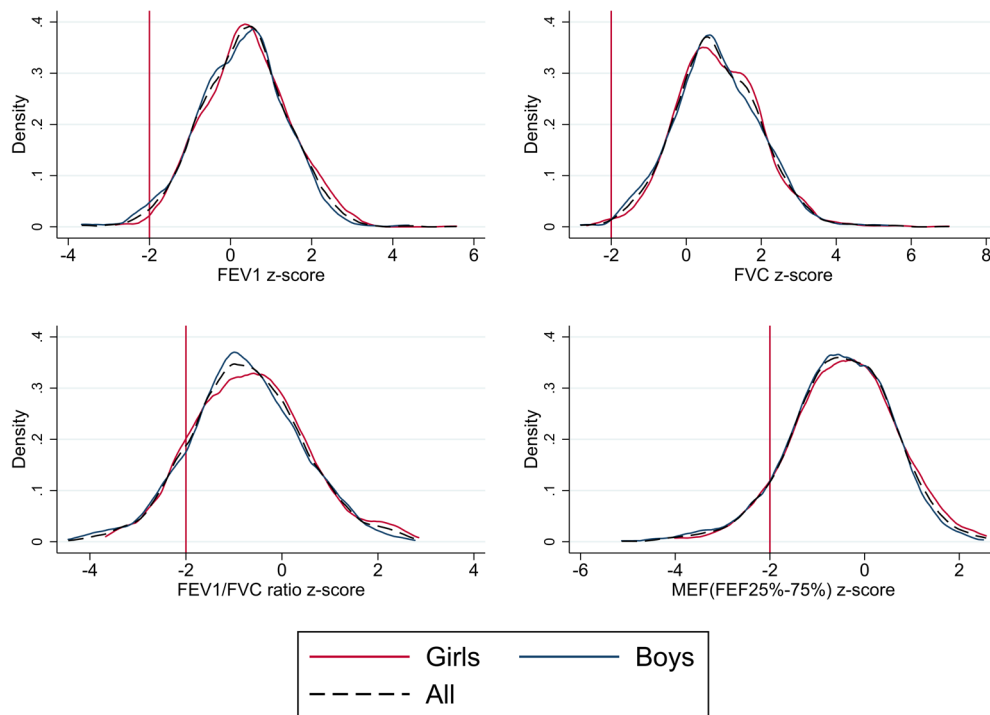 Density
.4
.3
.2
.1
0
-4 -2 0 2 4 6
FEV1 z-score
Density
.4
.3
.2
.1
0
-2 0 2 4 6 8
FVC z-score
Density
.4
.3
.2
.1
0
-4 -2 0 2 4
FEV1/FVC ratio z-score
Density
.4
.3
.2
.1
0
-6 -4 -2 0 2
MEF(FEF25%-75%) z-score
Girls Boys
All